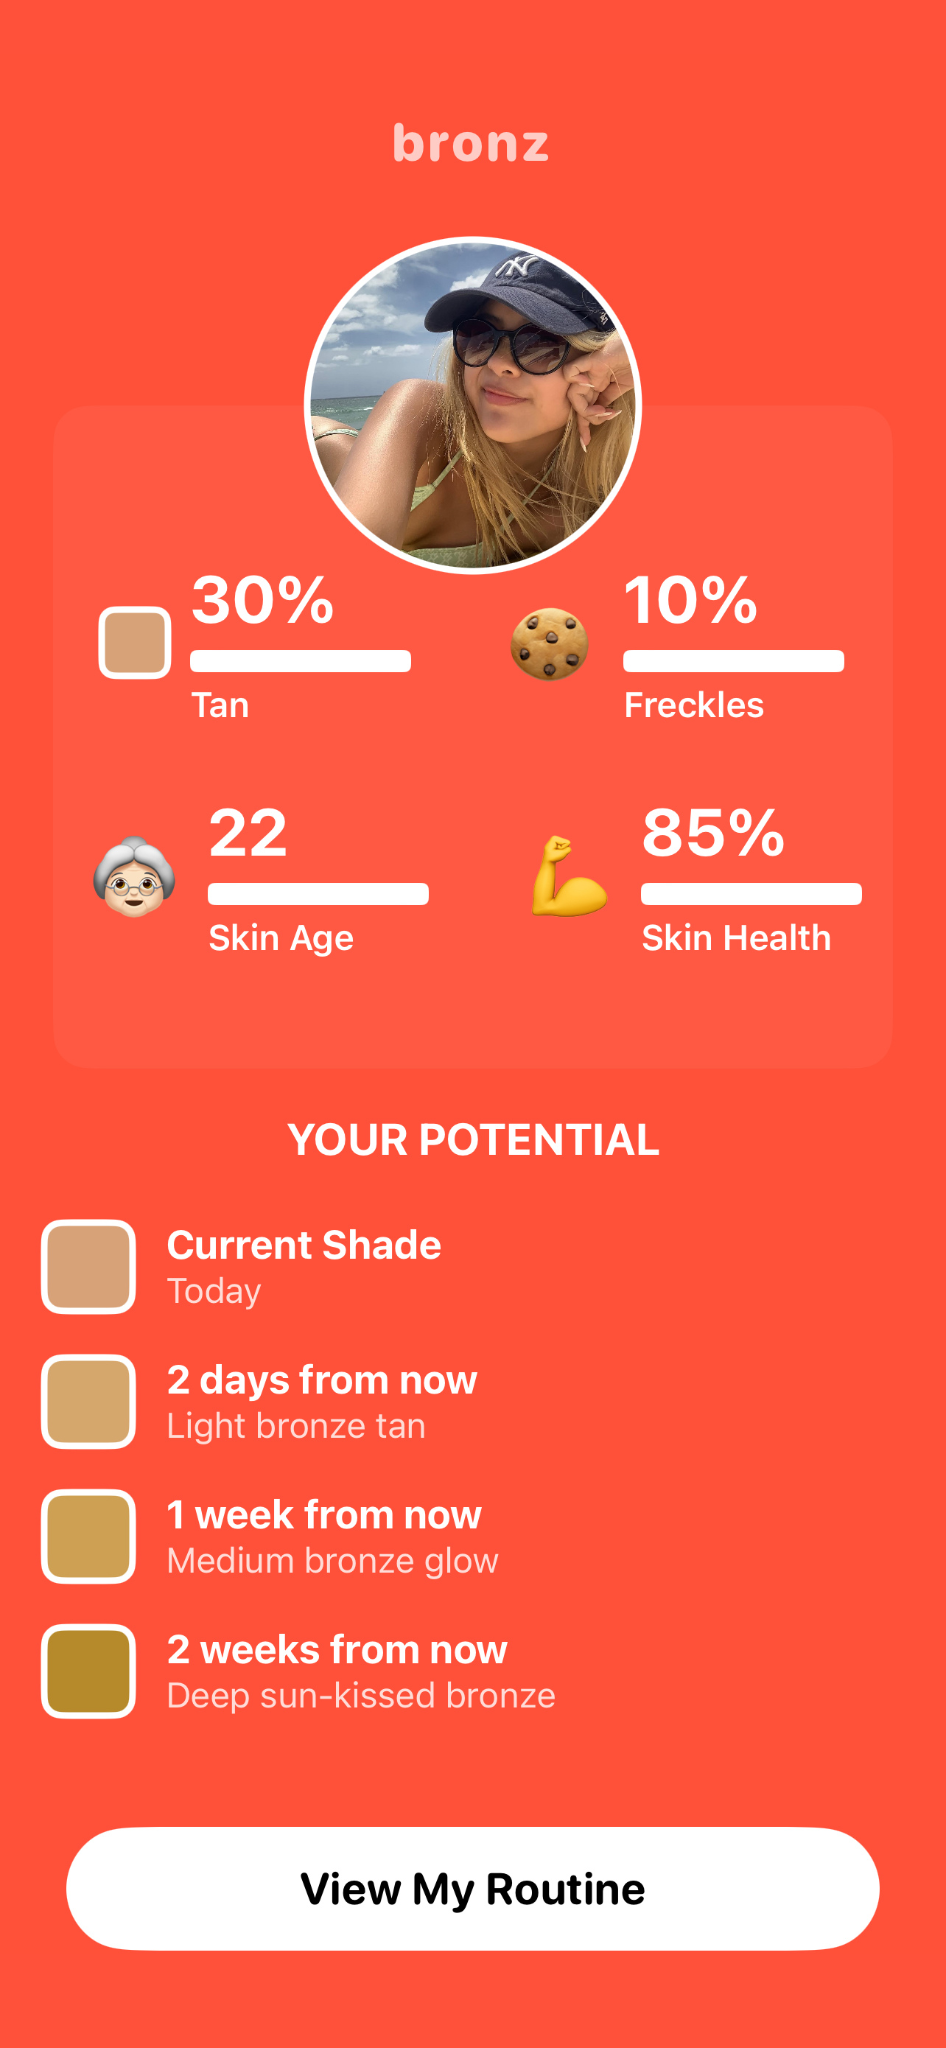 bronz
30%
Tan
10%
Freckles
22
Skin Age
85%
Skin Health
YOUR POTENTIAL
Current Shade
Today
2 days from now
Light bronze tan
1 week from now
Medium bronze glow
2 weeks from now
Deep sun-kissed bronze
View My Routine